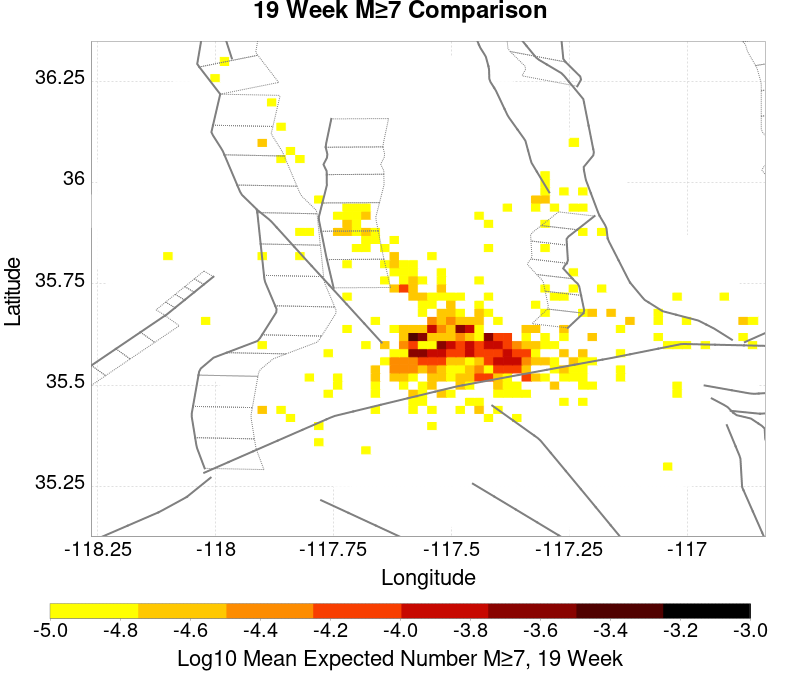 19 Week M≥7 Comparison
36.25
36
35.75
35.5
35.25
Latitude
-118.25 -118 -117.75 -117.5 -117.25 -117
Longitude
-5.0 -4.8 -4.6 -4.4 -4.2 -4.0 -3.8 -3.6 -3.4 -3.2 -3.0
Log10 Mean Expected Number M≥7, 19 Week